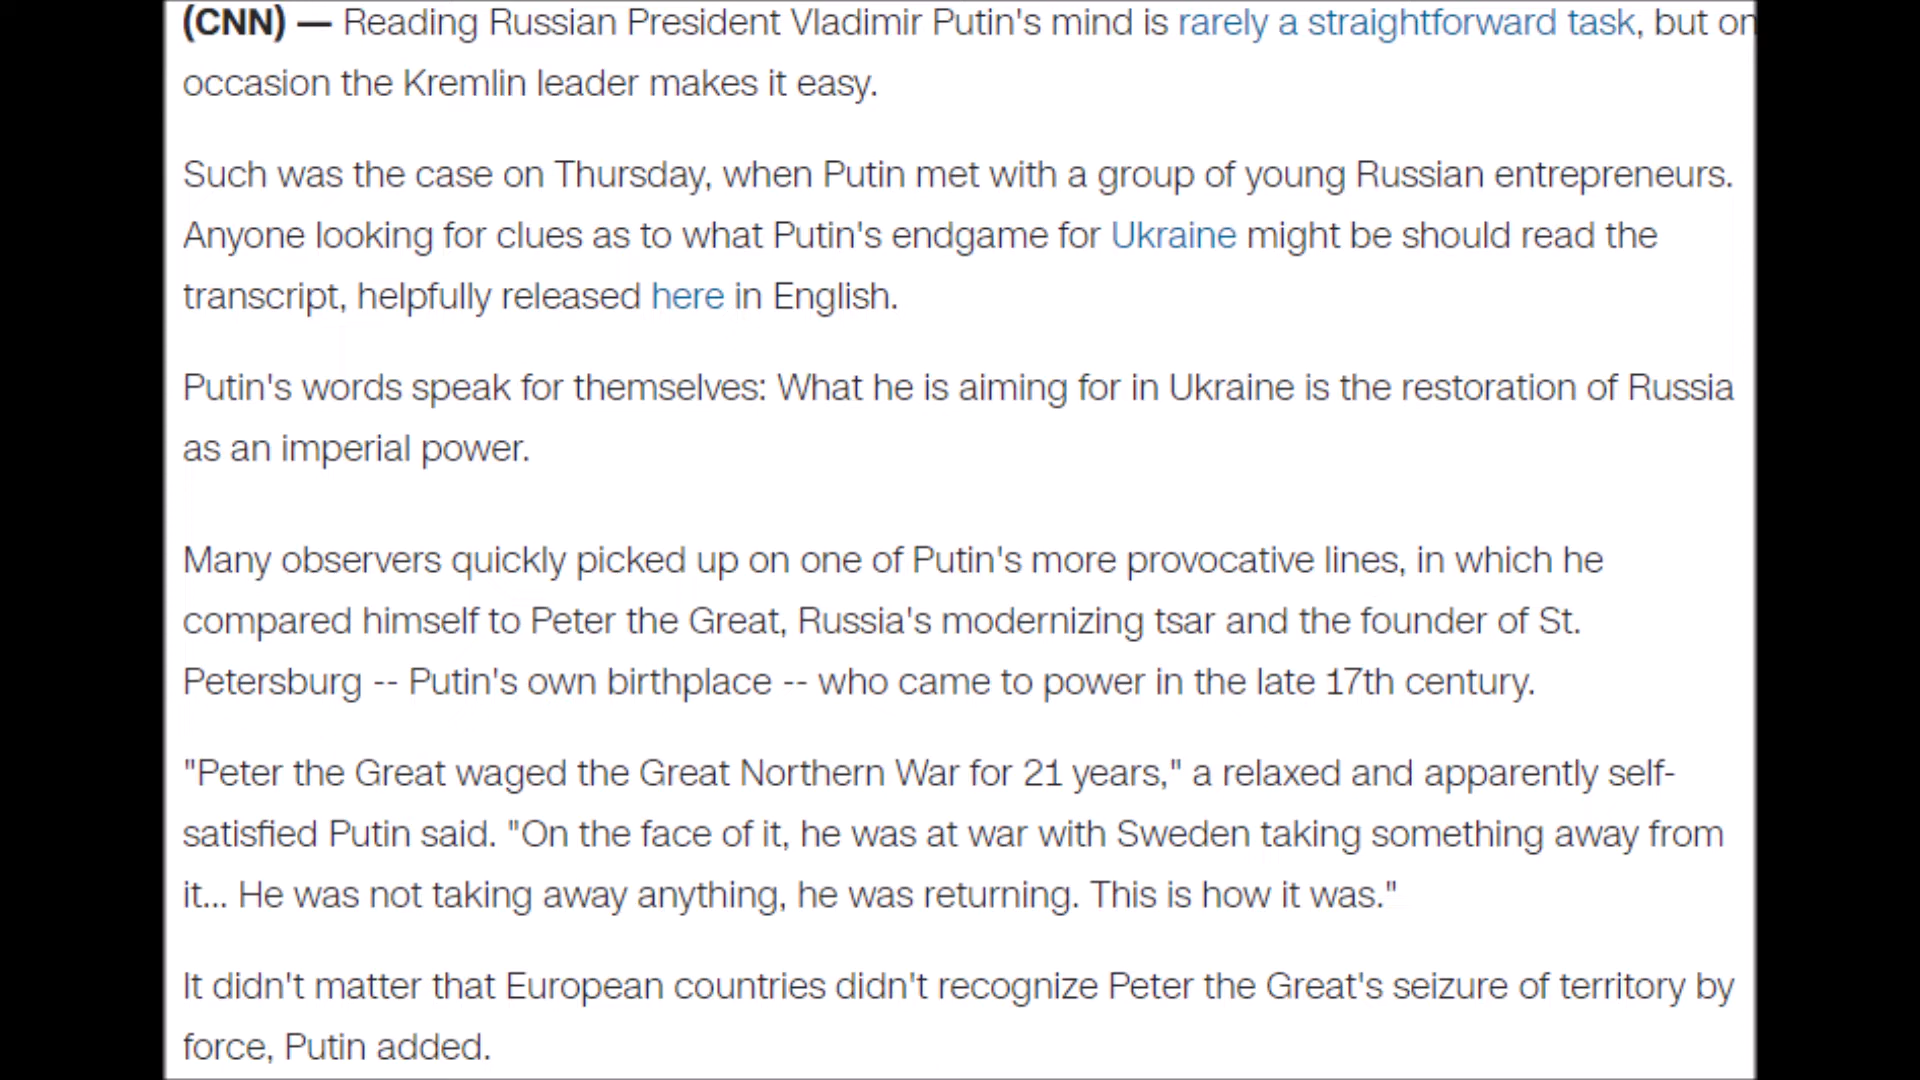 (CNN) — Reading Russian President Vladimir Putin's mind is rarely a straightforward task, but on
occasion the Kremlin leader makes it easy.
Such was the case on Thursday, when Putin met with a group of young Russian entrepreneurs.
Anyone looking for clues as to what Putin's endgame for Ukraine might be should read the
transcript, helpfully released here in English.
Putin's words speak for themselves: What he is aiming for in Ukraine is the restoration of Russia
as an imperial power.
Many observers quickly picked up on one of Putin's more provocative lines, in which he
compared himself to Peter the Great, Russia's modernizing tsar and the founder of St.
Petersburg -- Putin's own birthplace -- who came to power in the late 17th century.
"Peter the Great waged the Great Northern War for 21 years," a relaxed and apparently self-
satisfied Putin said. "On the face of it, he was at war with Sweden taking something away from
it... He was not taking away anything, he was returning. This is how it was."
It didn't matter that European countries didn't recognize Peter the Great's seizure of territory by
force, Putin added.